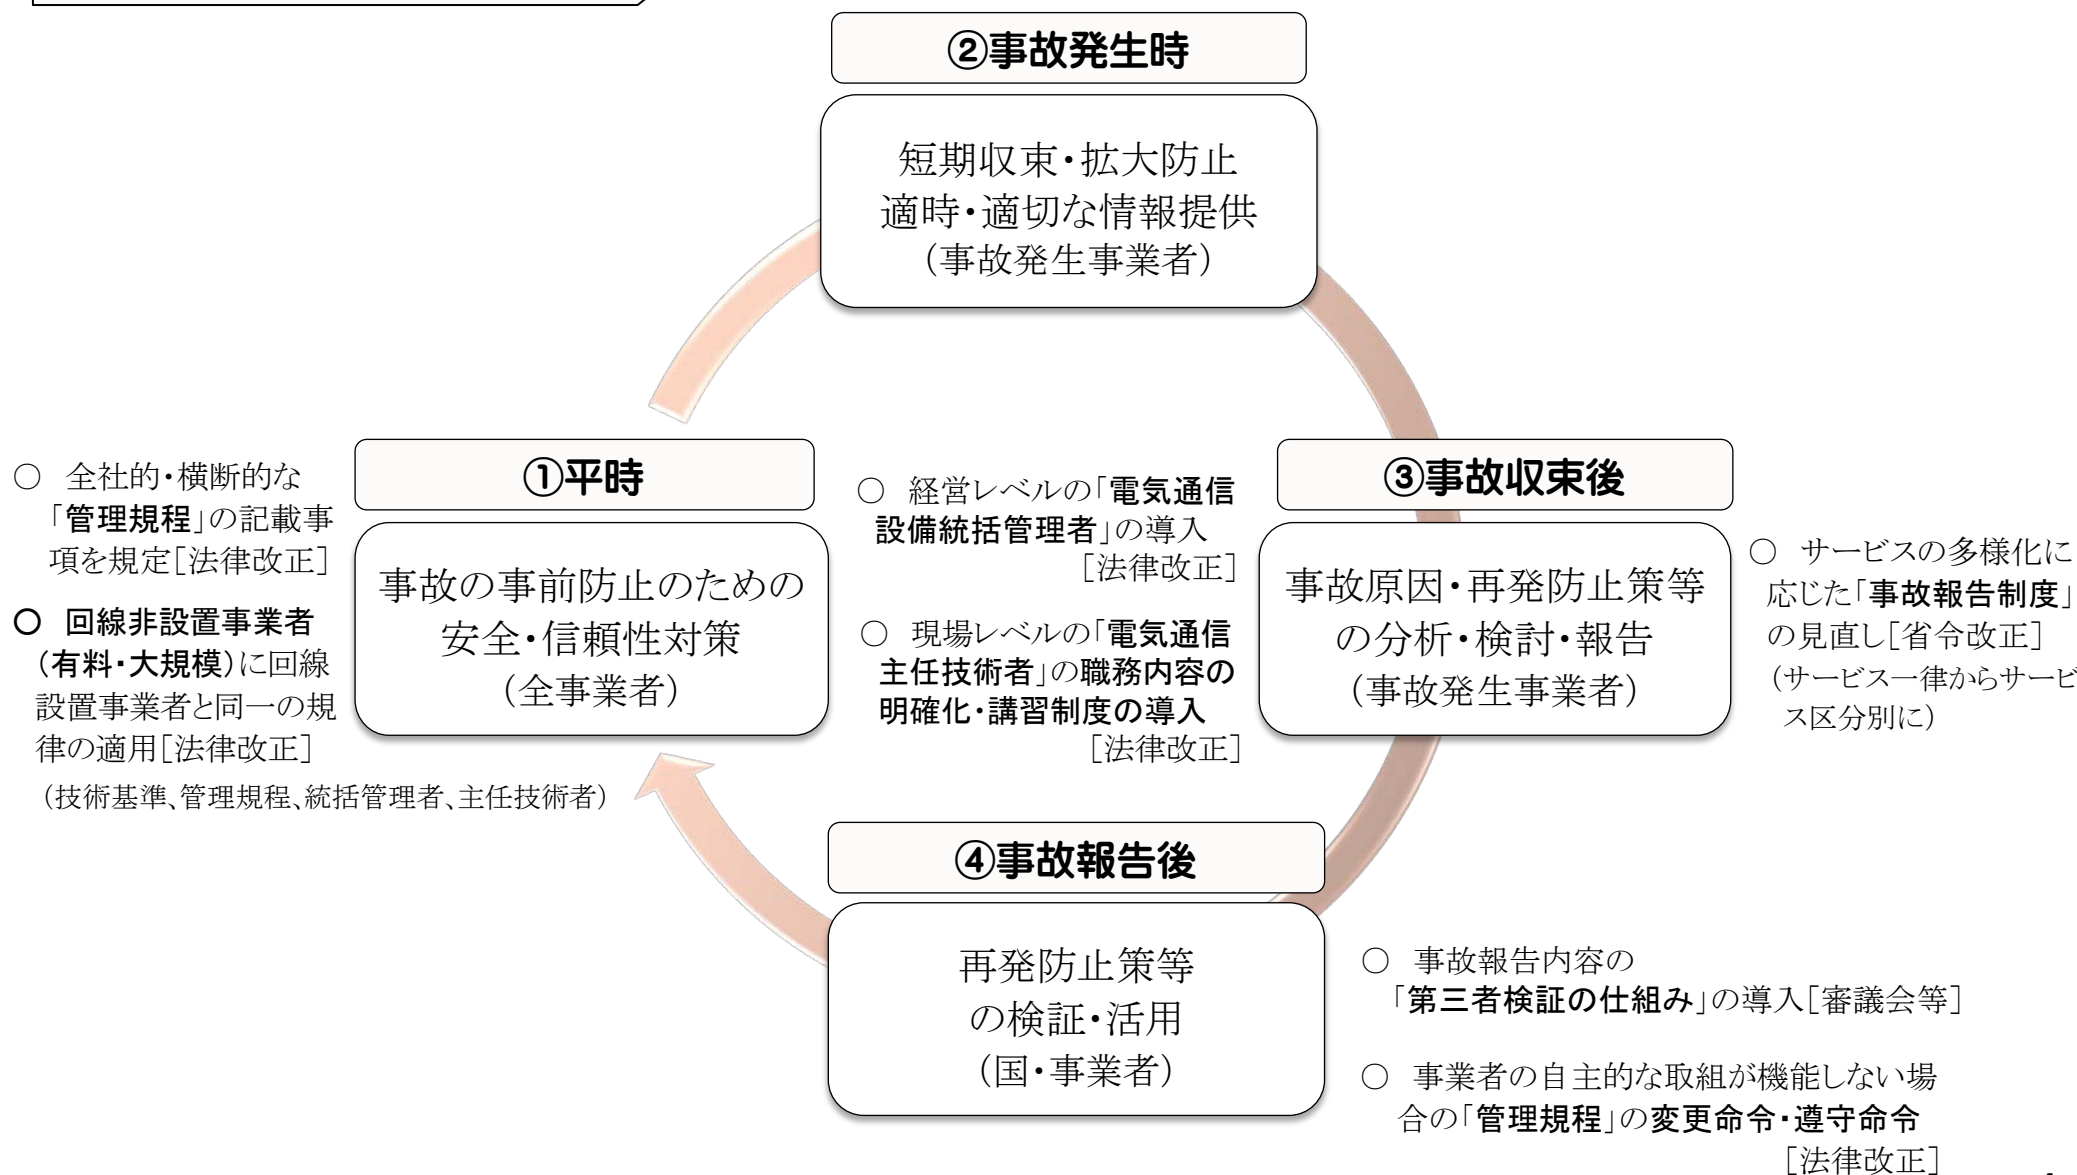 ②事故発生時
短期収束・拡大防止
適時・適切な情報提供
（事故発生事業者）
①平時
事故の事前防止のための
安全・信頼性対策
（全事業者）
○ 全社的・横断的な
「管理規程」の記載事
項を規定［法律改正］
○ 回線非設置事業者
（有料・大規模）に回線
設置事業者と同一の規
律の適用［法律改正］
（技術基準、管理規程、統括管理者、主任技術者）
○ 経営レベルの「電気通信
設備統括管理者」の導入
［法律改正］
○ 現場レベルの「電気通信
主任技術者」の職務内容の
明確化・講習制度の導入
［法律改正］
③事故収束後
事故原因・再発防止策等
の分析・検討・報告
（事故発生事業者）
○ サービスの多様化に
応じた「事故報告制度」
の見直し［省令改正］
（サービス一律からサービ
ス区分別に）
④事故報告後
再発防止策等
の検証・活用
（国・事業者）
○ 事故報告内容の
「第三者検証の仕組み」の導入［審議会等］
○ 事業者の自主的な取組が機能しない場
合の「管理規程」の変更命令・遵守命令
［法律改正］